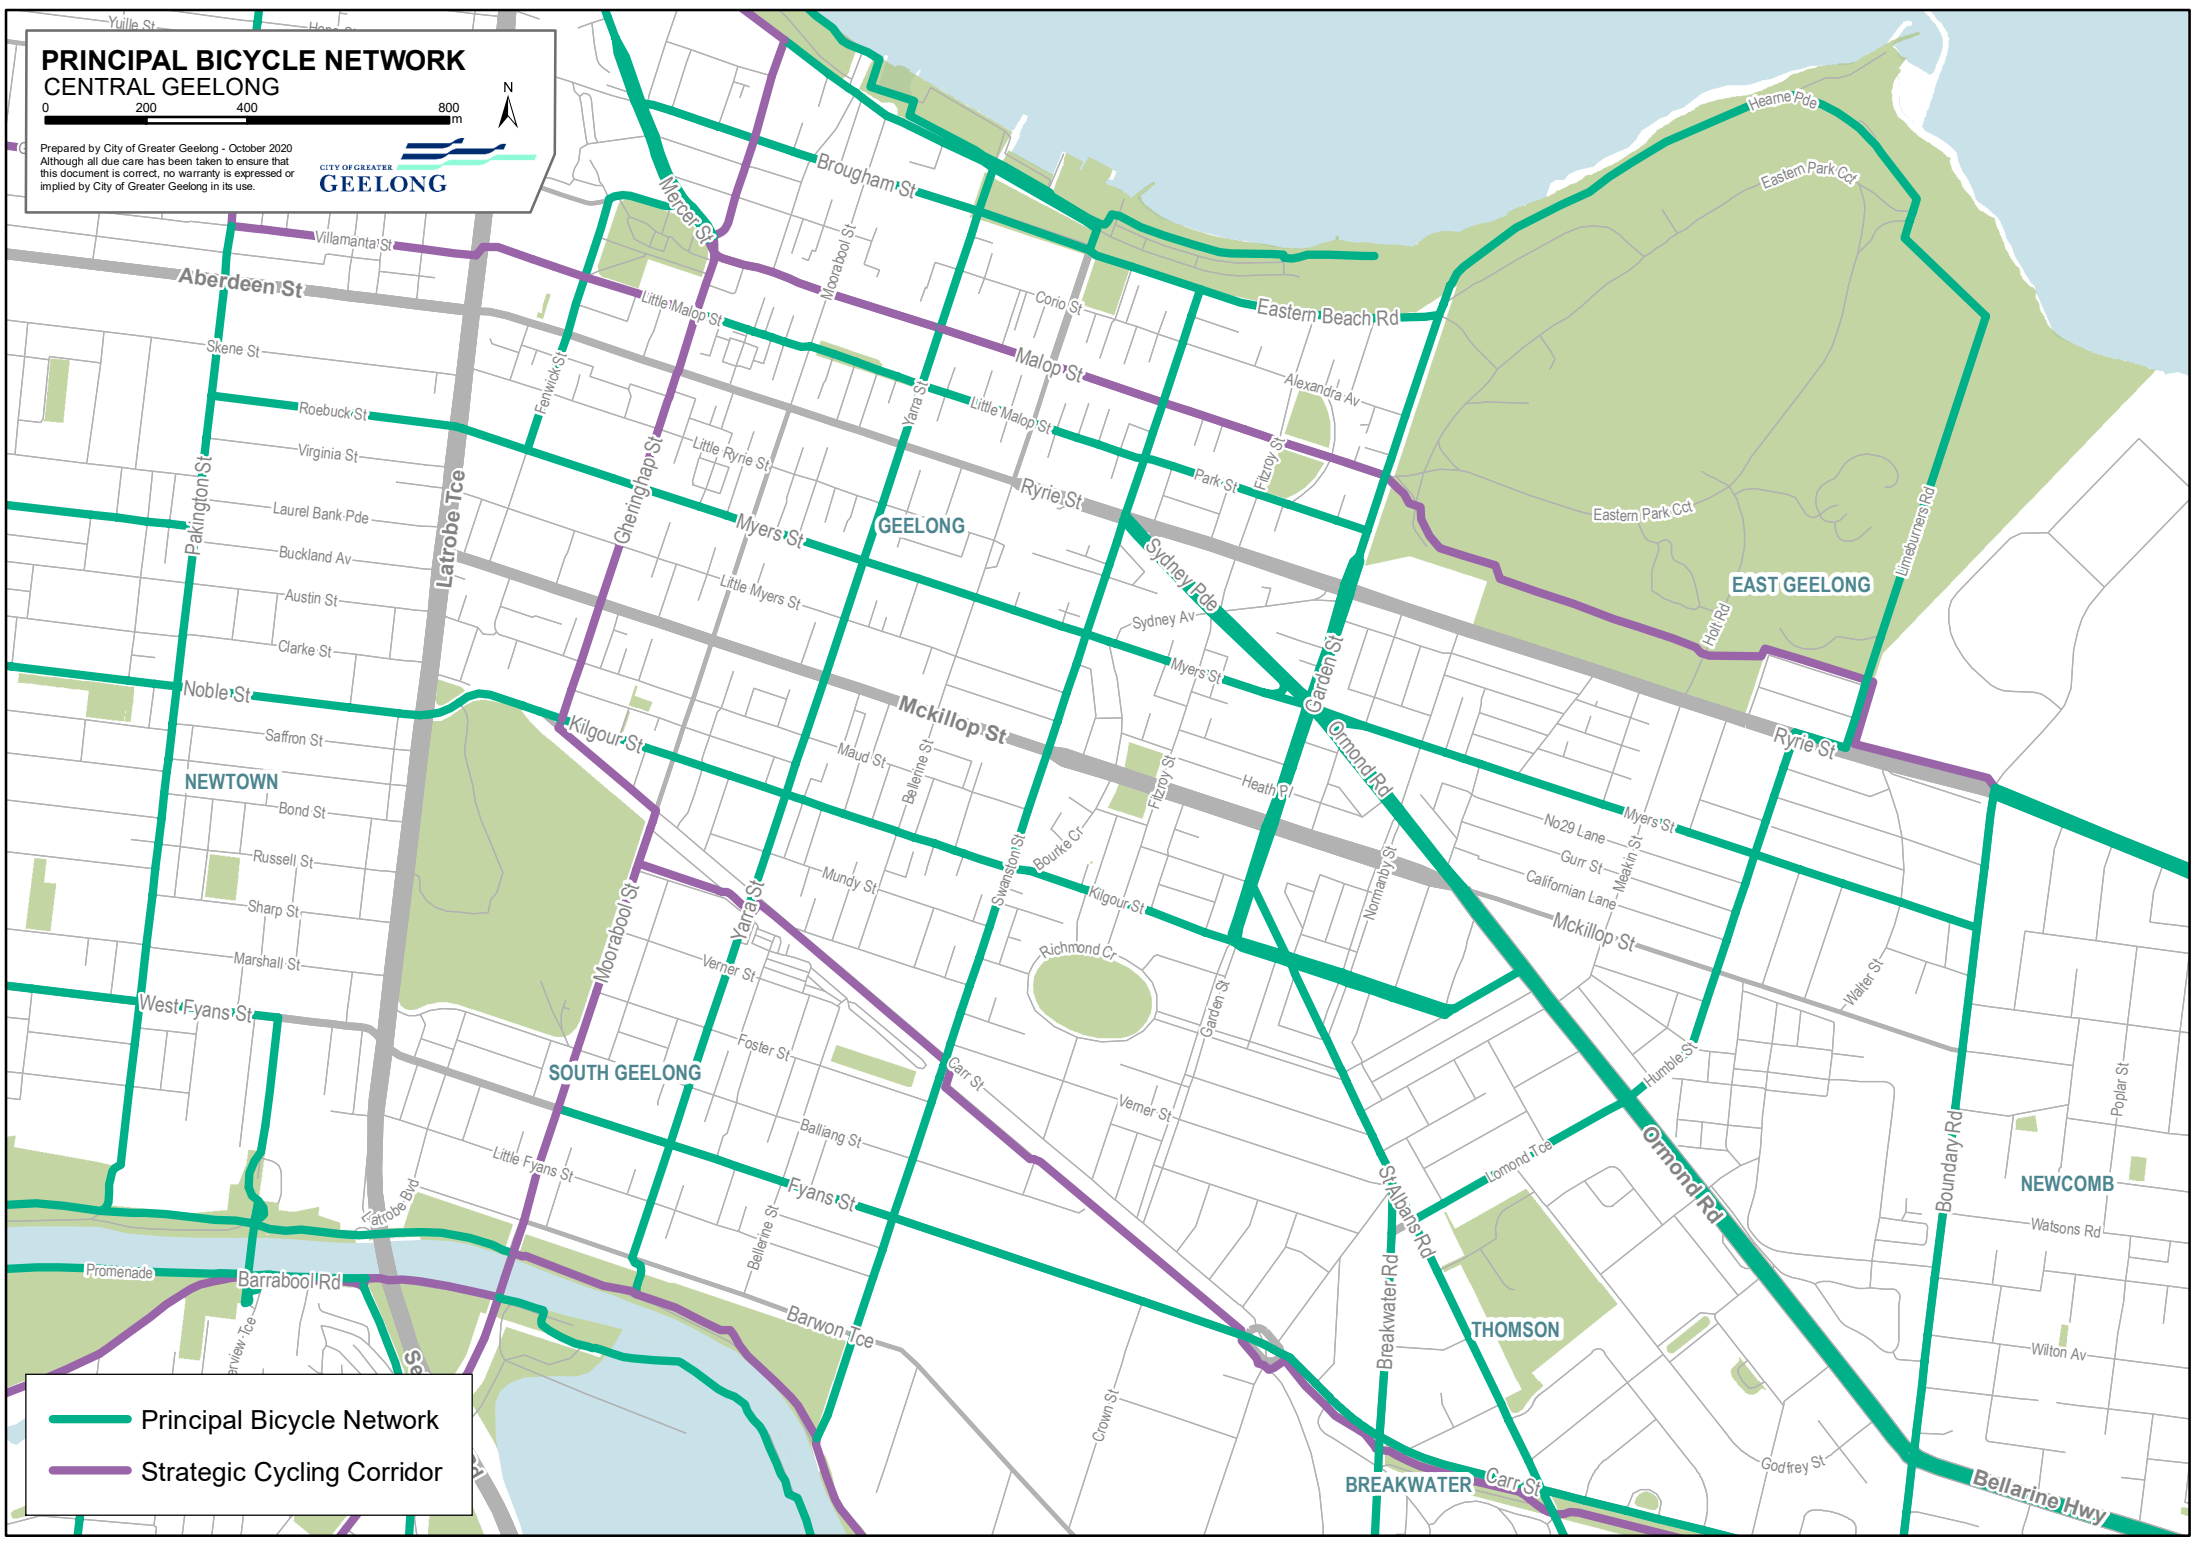 Yuille St
PRINCIPAL BICYCLE NETWORK
CENTRAL GEELONG
0 200 400 800
m
N
Prepared by City of Greater Geelong - October 2020
Although all due care has been taken to ensure that
this document is correct, no warranty is expressed or
implied by City of Greater Geelong in its use.
CITY OF GREATER
GEELONG
Hearne Pde
Brougham St
Eastern Park Cct
Mercer St
Villamanta St
Moorabool St
Aberdeen St
Little Malop St
Corio St
Eastern Beach Rd
Skene St
Malop St
Fenwick St
Alexandra Av
Yarra St
Roebuck St
Little Malop St
Virginia St
Little Ryrie St
Fitzroy St
Park St
Pakington St
Gheringhap St
Latrobe Tce
Ryrie St
Laurel Bank Pde
Myers St
GEELONG
Eastern Park Cct
Limeburners Rd
Buckland Av
Sydney Pde
EAST GEELONG
Austin St
Little Myers St
Sydney Av
Holt Rd
Clarke St
Myers St
Garden St
Noble St
Mckillop St
Kilgour St
Saffron St
Maud St
Bellerine St
Ormond Rd
Ryrie St
NEWTOWN
Fitzroy St
Heath Pl
Bond St
Myers St
No29 Lane
Russell St
Bourke Cr
Gurr St
Meakin St
Mundy St
Swanston St
Normanby St
Californian Lane
Sharp St
Kilgour St
Moorabool St
Yarra St
Mckillop St
Marshall St
Verner St
Richmond Cr
Walter St
West Fyans St
Garden St
Foster St
SOUTH GEELONG
Carr St
Humble St
Verner St
Poplar St
Balliang St
Ormond Rd
Boundary Rd
Little Fyans St
Lomond Tce
Fyans St
St Albans Rd
NEWCOMB
Latrobe Bvd
Bellerine St
Watsons Rd
Promenade
Barrabool Rd
Breakwater Rd
Barwon Tce
THOMSON
erview Tce
Wilton Av
Se
Crown St
Principal Bicycle Network
Godfrey St
Strategic Cycling Corridor
Rd
BREAKWATER
Carr St
Bellarine Hwy